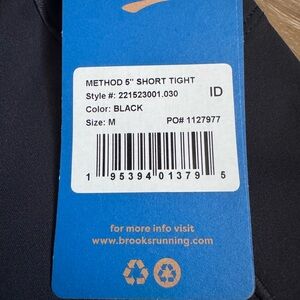 METHOD 5" SHORT TIGHT
Style #: 221523001.030
ID
Color: BLACK
Size: M PO# 1127977
1 95394 01379 5
for more info visit
www.brooksrunning.com